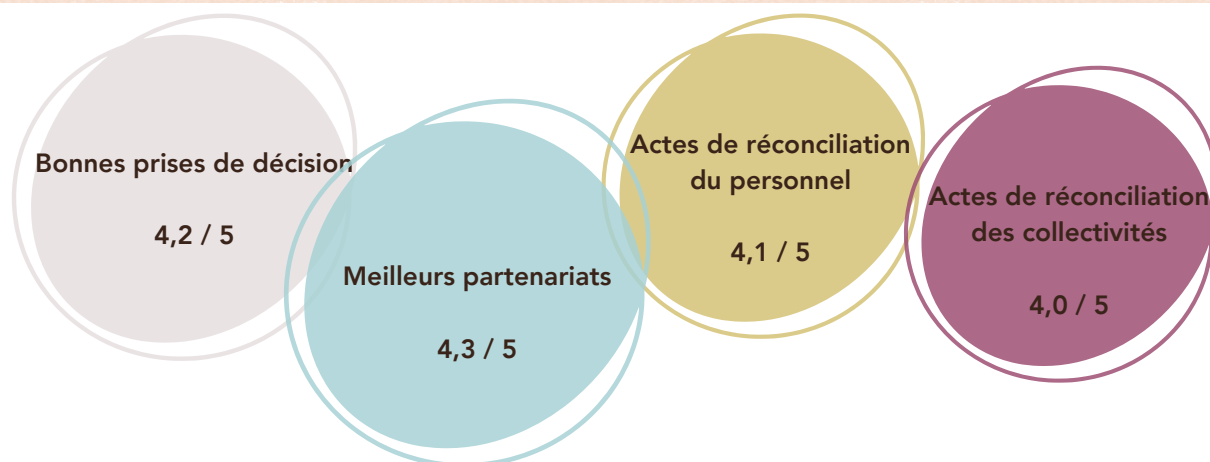 Bonnes prises de décision
4,2 / 5
Meilleurs partenariats
4,3 / 5
Actes de réconciliation
du personnel
4,1 / 5
Actes de réconciliation
des collectivités
4,0 / 5